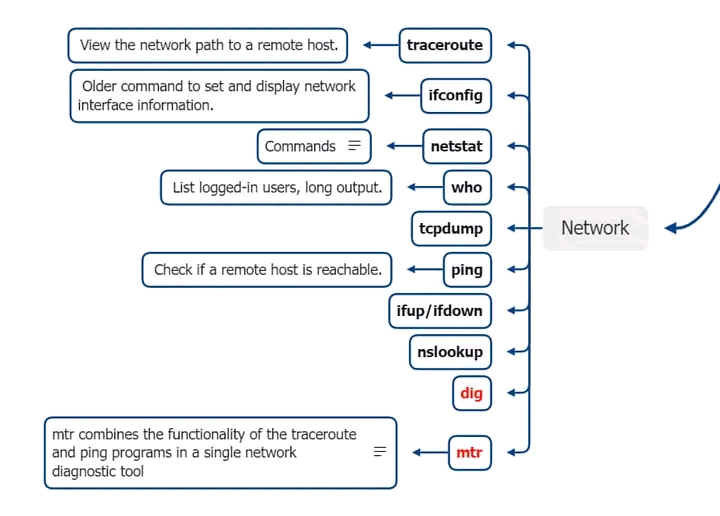 View the network path to a remote host.
traceroute
Older command to set and display network
interface information.
ifconfig
Commands
netstat
List logged-in users, long output.
who
tcpdump
Network
Check if a remote host is reachable.
ping
ifup/ifdown
nslookup
dig
mtr combines the functionality of the traceroute
and ping programs in a single network
diagnostic tool
mtr